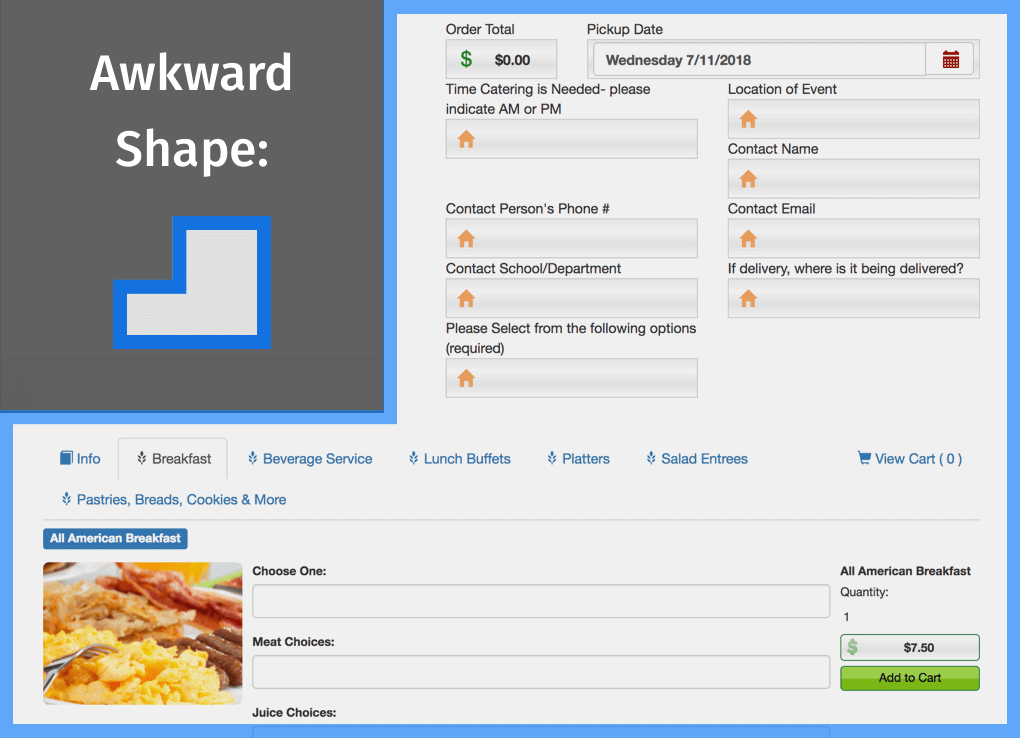 Awkward
Shape:
Order Total
Pickup Date
$ $0.00
Wednesday 7/11/2018
Time Catering is Needed- please
indicate AM or PM
Location of Event
Contact Name
Contact Person's Phone #
Contact Email
Contact School/Department
If delivery, where is it being delivered?
Please Select from the following options
(required)
Info
Breakfast
Beverage Service
Lunch Buffets
Platters
Salad Entrees
View Cart ( 0 )
Pastries, Breads, Cookies & More
All American Breakfast
Choose One:
Meat Choices:
Juice Choices:
All American Breakfast
Quantity:
1
$ $7.50
Add to Cart